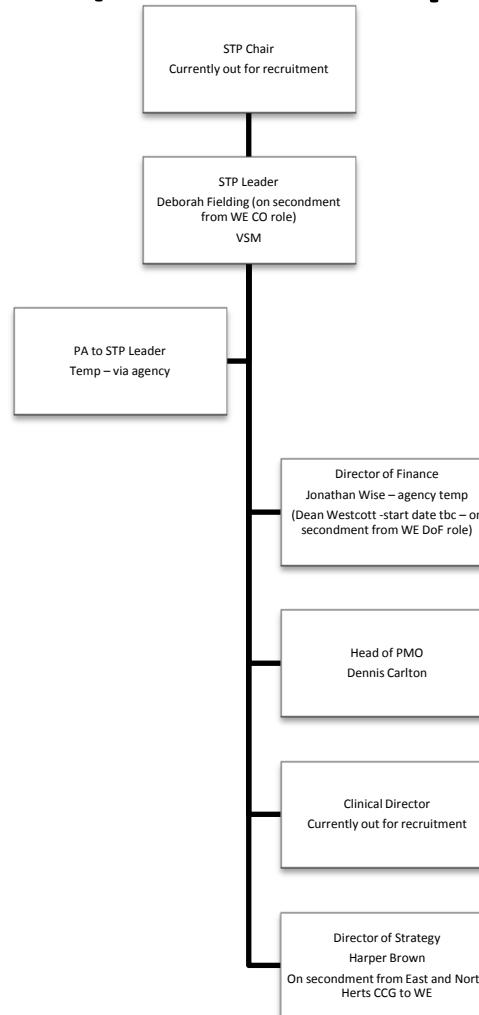 STP Chair
Currently out for recruitment
STP Leader
Deborah Fielding (on secondment
from WE CO role)
VSM
PA to STP Leader
Temp – via agency
Director of Finance
Jonathan Wise – agency temp
(Dean Westcott -start date tbc – on
secondment from WE DoF role)
Head of PMO
Dennis Carlton
Clinical Director
Currently out for recruitment
Director of Strategy
Harper Brown
On secondment from East and North
Herts CCG to WE